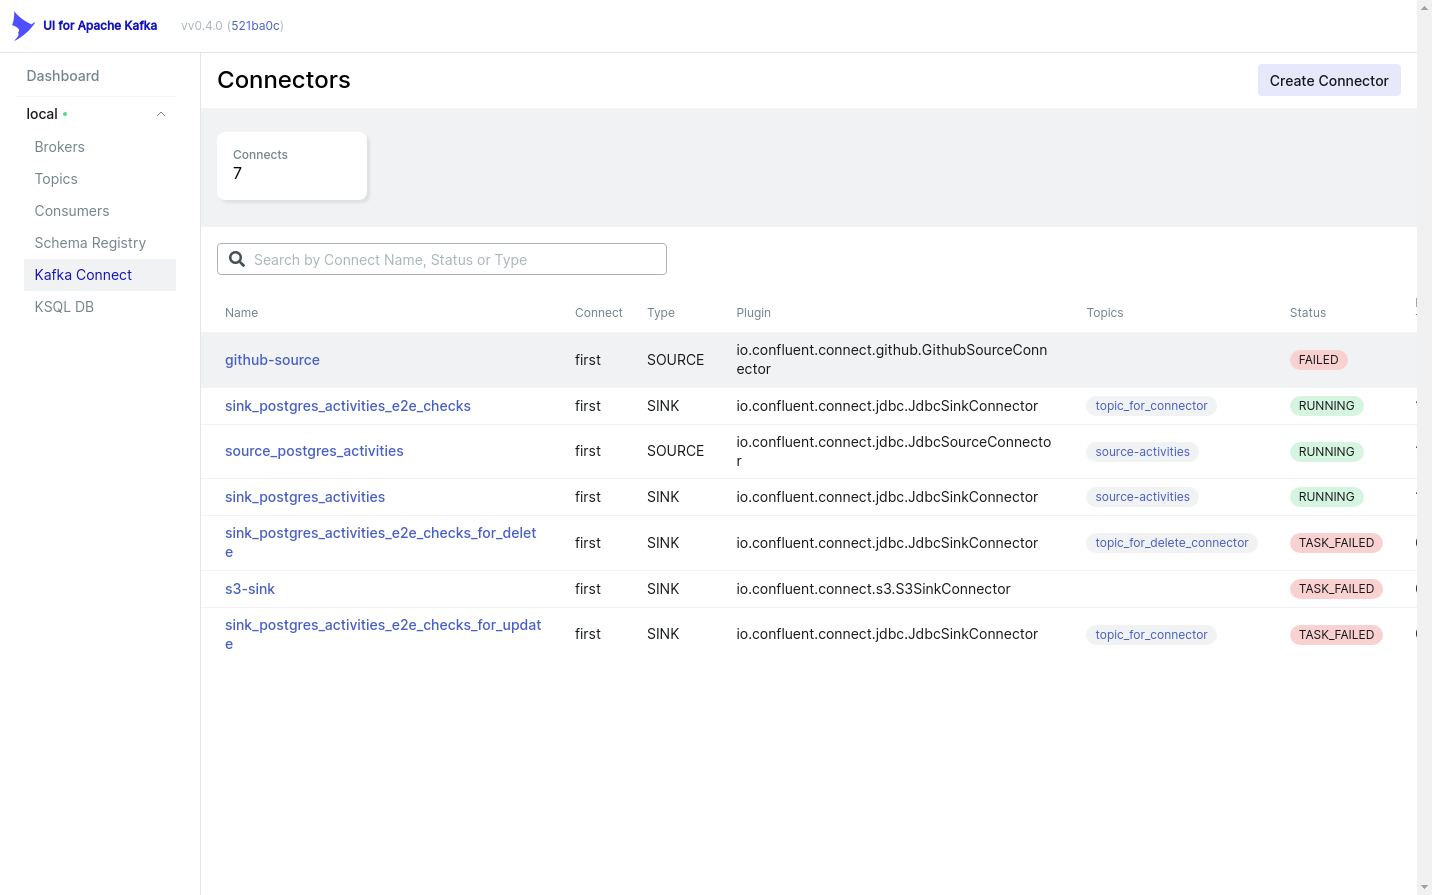 UI for Apache Kafka vv0.4.0 (521ba0c)
Dashboard
local
Brokers
Topics
Consumers
Schema Registry
Kafka Connect
KSQL DB
Connectors
Create Connector
Connects
7
Search by Connect Name, Status or Type
Name Connect Type Plugin Topics Status
github-source first SOURCE io.confluent.connect.github.GithubSourceConn
ector FAILED
sink_postgres_activities_e2e_checks first SINK io.confluent.connect.jdbc.JdbcSinkConnector topic_for_connector RUNNING
source_postgres_activities first SOURCE io.confluent.connect.jdbc.JdbcSourceConnecto
r source-activities RUNNING
sink_postgres_activities first SINK io.confluent.connect.jdbc.JdbcSinkConnector source-activities RUNNING
sink_postgres_activities_e2e_checks_for_delet
e first SINK io.confluent.connect.jdbc.JdbcSinkConnector topic_for_delete_connector TASK_FAILED
s3-sink first SINK io.confluent.connect.s3.S3SinkConnector TASK_FAILED
sink_postgres_activities_e2e_checks_for_updat
e first SINK io.confluent.connect.jdbc.JdbcSinkConnector topic_for_connector TASK_FAILED